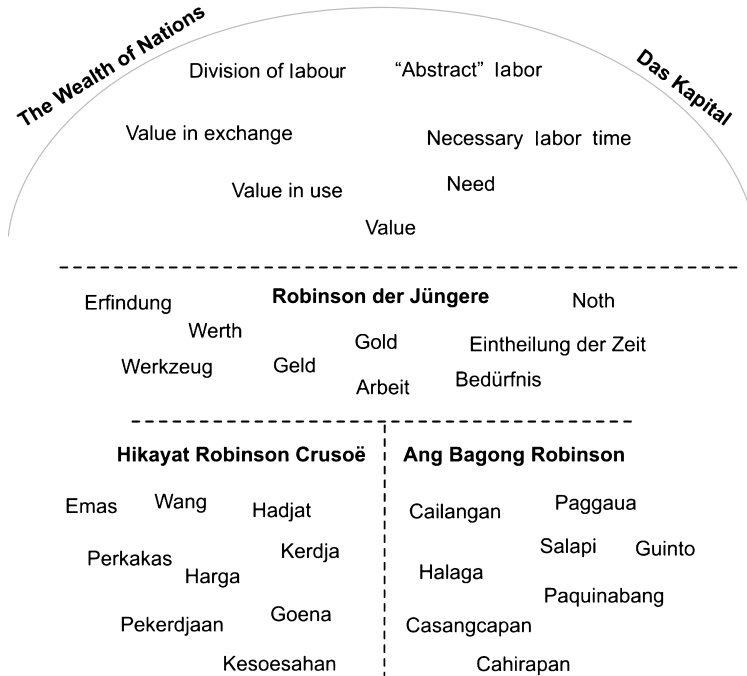 The Wealth of Nations
Das Kapital
Division of labour
“Abstract” labor
Value in exchange
Necessary labor time
Value in use
Need
Value
Robinson der Jüngere
Erfindung
Noth
Werth
Gold
Eintheilung der Zeit
Werkzeug
Geld
Bedürfnis
Arbeit
Hikayat Robinson Crusoë
Emas
Wang
Hadjat
Perkakas
Kerdja
Harga
Goena
Pekerdjaan
Kesoesahan
Ang Bagong Robinson
Cailangan
Paggaua
Salapi
Guinto
Halaga
Paquinabang
Casangcapan
Cahirapan